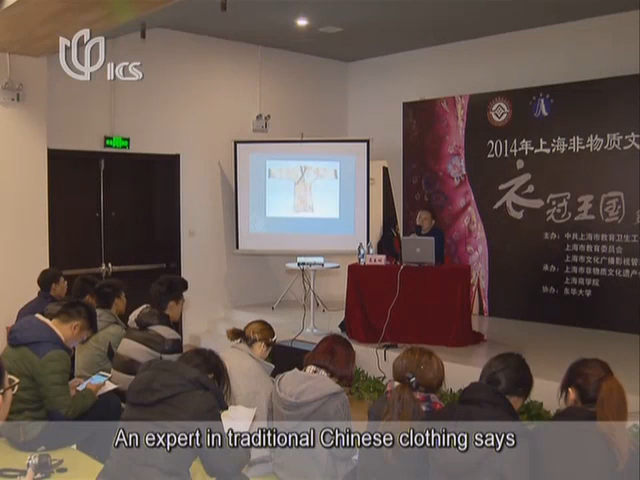 ICS
2014年上海非物质文
衣冠王国
主办：中共上海市教育卫生工
上海市教育委员会
上海市文化广播影视管
承办：上海市非物质文化遗产
上海商学院
协办：东华大学
An expert in traditional Chinese clothing says